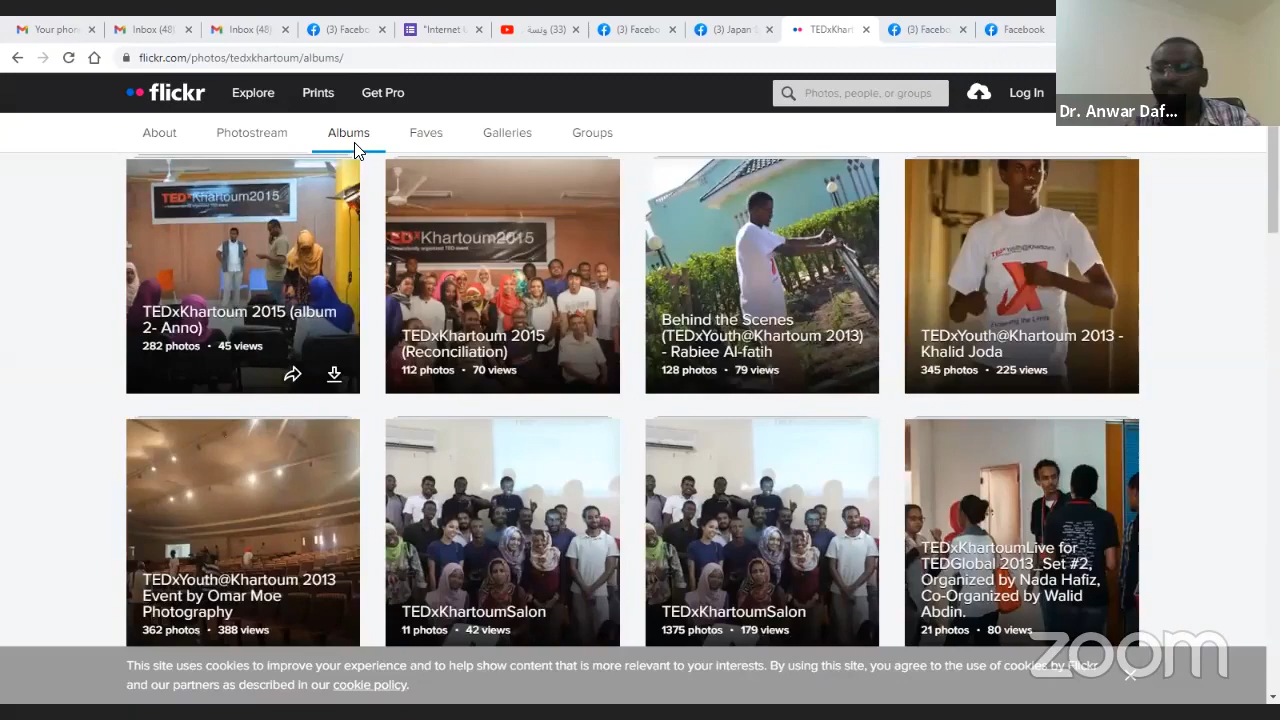 Your phon
Inbox (48)
Inbox (48)
(3) Facebo
"Internet U
(33) ونسة
(3) Facebo
(3) Japan S
TEDxKhart
(3) Facebo
Facebook
flickr.com/photos/tedxkhartoum/albums/
flickr
Explore
Prints
Get Pro
Photos, people, or groups
Log In
Dr. Anwar Daf...
About
Photostream
Albums
Faves
Galleries
Groups
TEDxKhartoum2015
TEDxKhartoum 2015 (album
2- Anno)
282 photos • 45 views
TEDxKhartoum2015
TEDxKhartoum 2015
(Reconciliation)
112 photos • 70 views
Behind the Scenes
(TEDxYouth@Khartoum 2013)
- Rabiee Al-fatih
128 photos • 79 views
TEDxYouth@Khartoum
X
TEDxYouth@Khartoum 2013 -
Khalid Joda
345 photos • 225 views
TEDxYouth@Khartoum 2013
Event by Omar Moe
Photography
362 photos • 388 views
TEDxKhartoumSalon
11 photos • 42 views
TEDxKhartoumSalon
1375 photos • 179 views
TEDxKhartoumLive for
TEDGlobal 2013_Set #2,
Organized by Nada Hafiz,
Co-Organized by Walid
Abdin.
21 photos • 80 views
This site uses cookies to improve your experience and to help show content that is more relevant to your interests. By using this site, you agree to the use of cookies by Flickr
and our partners as described in our cookie policy.
zoom